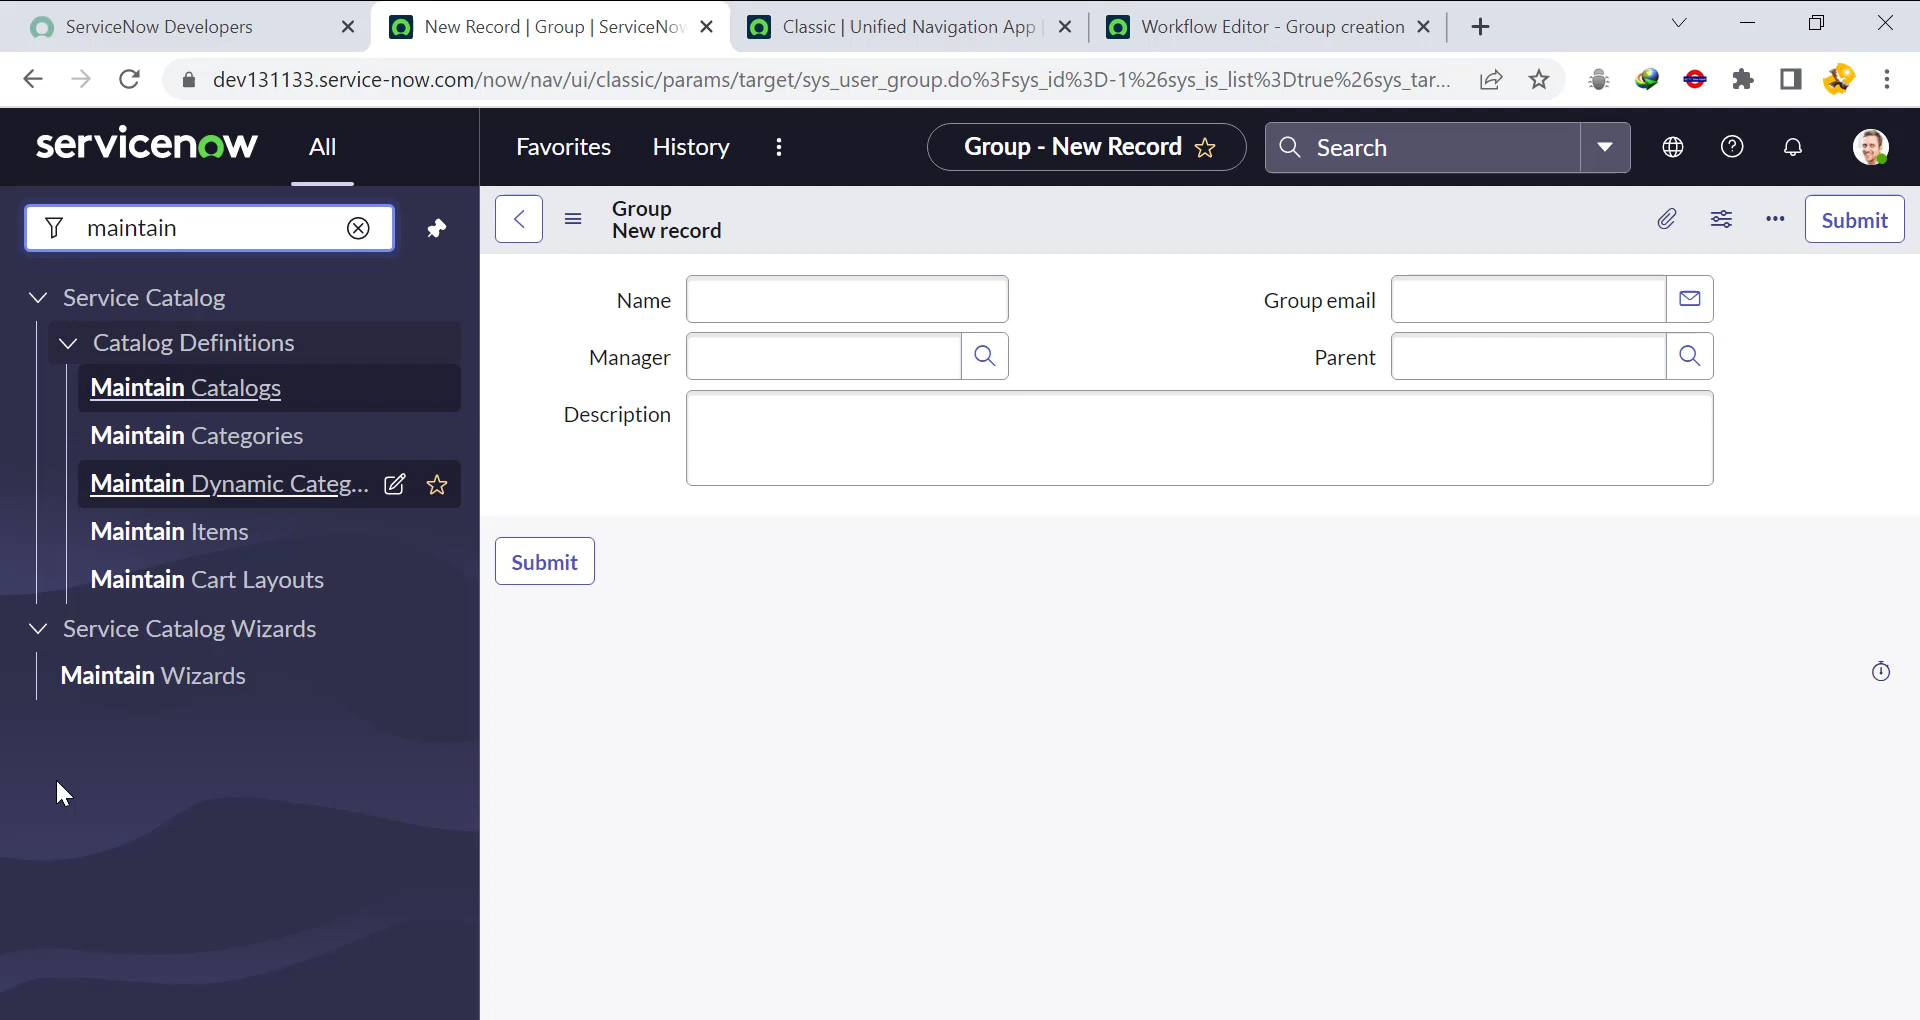 ServiceNow Developers
New Record | Group | ServiceNow
Classic | Unified Navigation App
Workflow Editor - Group creation
dev131133.service-now.com/now/nav/ui/classic/params/target/sys_user_group.do%3Fsys_id%3D-1%26sys_is_list%3Dtrue%26sys_tar...
servicenow
All
Favorites
History
Group - New Record
Search
maintain
Group
New record
Submit
Service Catalog
Catalog Definitions
Maintain Catalogs
Maintain Categories
Maintain Dynamic Categ...
Maintain Items
Maintain Cart Layouts
Service Catalog Wizards
Maintain Wizards
Name
Group email
Manager
Parent
Description
Submit